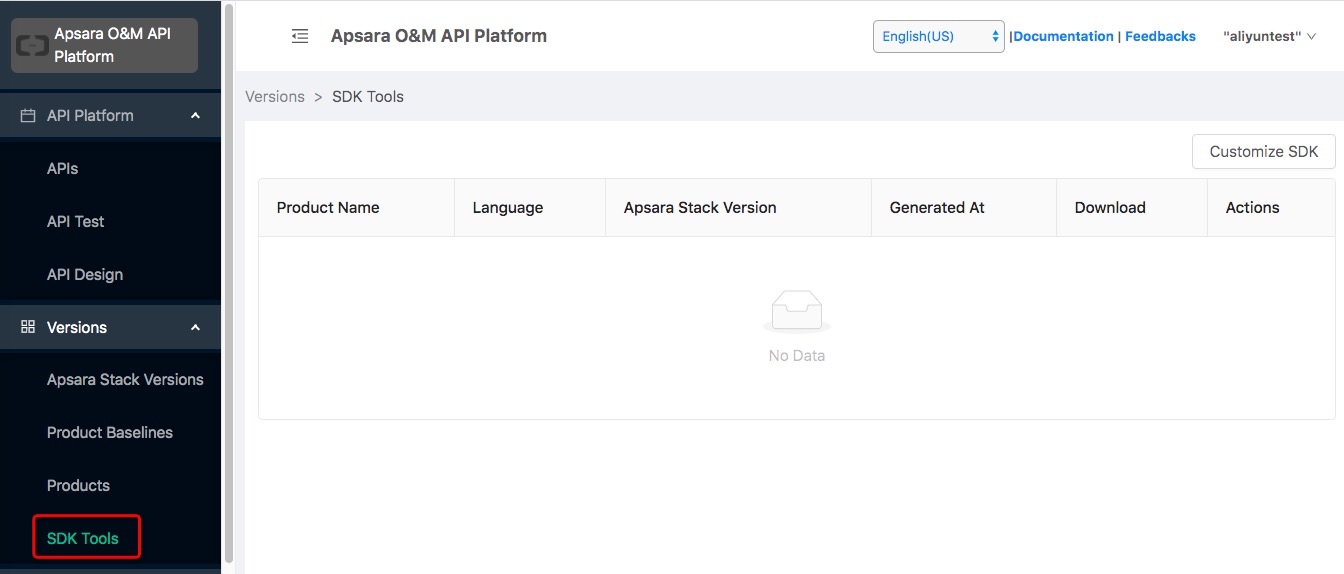 Apsara O&M API
Platform
API Platform
APIs
API Test
API Design
Versions
Apsara Stack Versions
Product Baselines
Products
SDK Tools
Apsara O&M API Platform
English(US) |Documentation | Feedbacks "aliyuntest"
Versions > SDK Tools
Customize SDK
Product Name Language Apsara Stack Version Generated At Download Actions
No Data